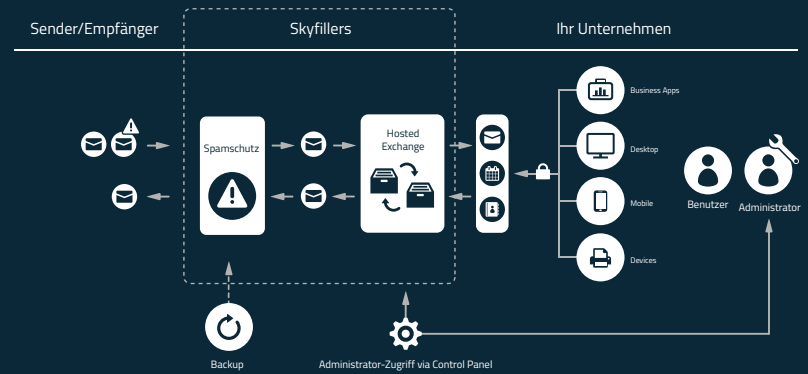 Sender/Empfänger
Skyfillers
Ihr Unternehmen
Spamschutz
Hosted
Exchange
Business Apps
Desktop
Mobile
Devices
Benutzer
Administrator
Backup
Administrator-Zugriff via Control Panel